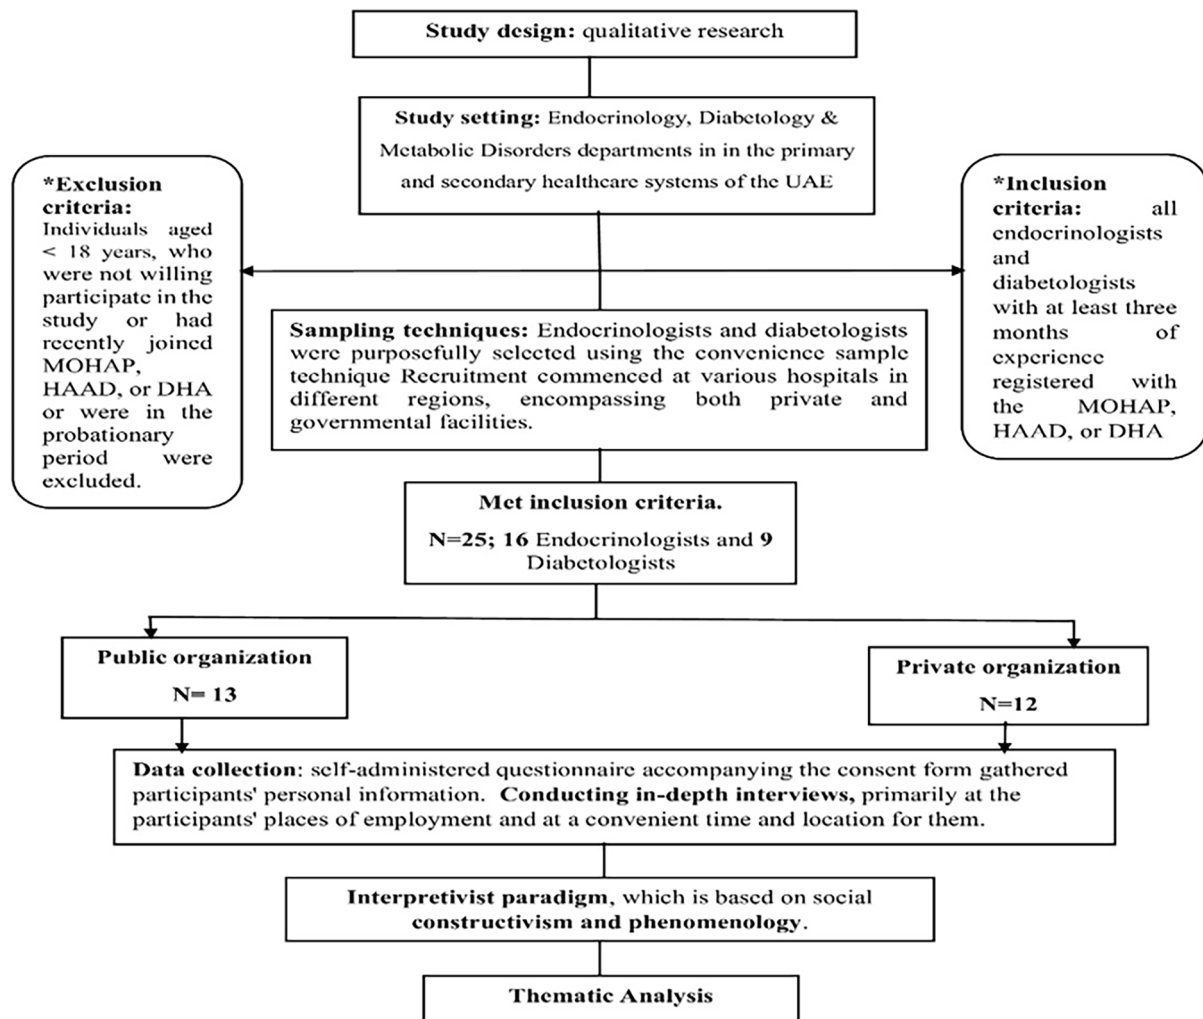 Study design: qualitative research
Study setting: Endocrinology, Diabetology &
Metabolic Disorders departments in in the primary
and secondary healthcare systems of the UAE
*Exclusion
criteria:
Individuals aged
< 18 years, who
were not willing
participate in the
study or had
recently joined
MOHAP,
HAAD, or DHA
or were in the
probationary
period were
excluded.
*Inclusion
criteria: all
endocrinologists
and
diabetologists
with at least three
months of
experience
registered with
the MOHAP,
HAAD, or DHA
Sampling techniques: Endocrinologists and diabetologists
were purposefully selected using the convenience sample
technique Recruitment commenced at various hospitals in
different regions, encompassing both private and
governmental facilities.
Met inclusion criteria.
N=25; 16 Endocrinologists and 9
Diabetologists
Public organization
N= 13
Private organization
N=12
Data collection: self-administered questionnaire accompanying the consent form gathered
participants' personal information. Conducting in-depth interviews, primarily at the
participants' places of employment and at a convenient time and location for them.
Interpretivist paradigm, which is based on social
constructivism and phenomenology.
Thematic Analysis